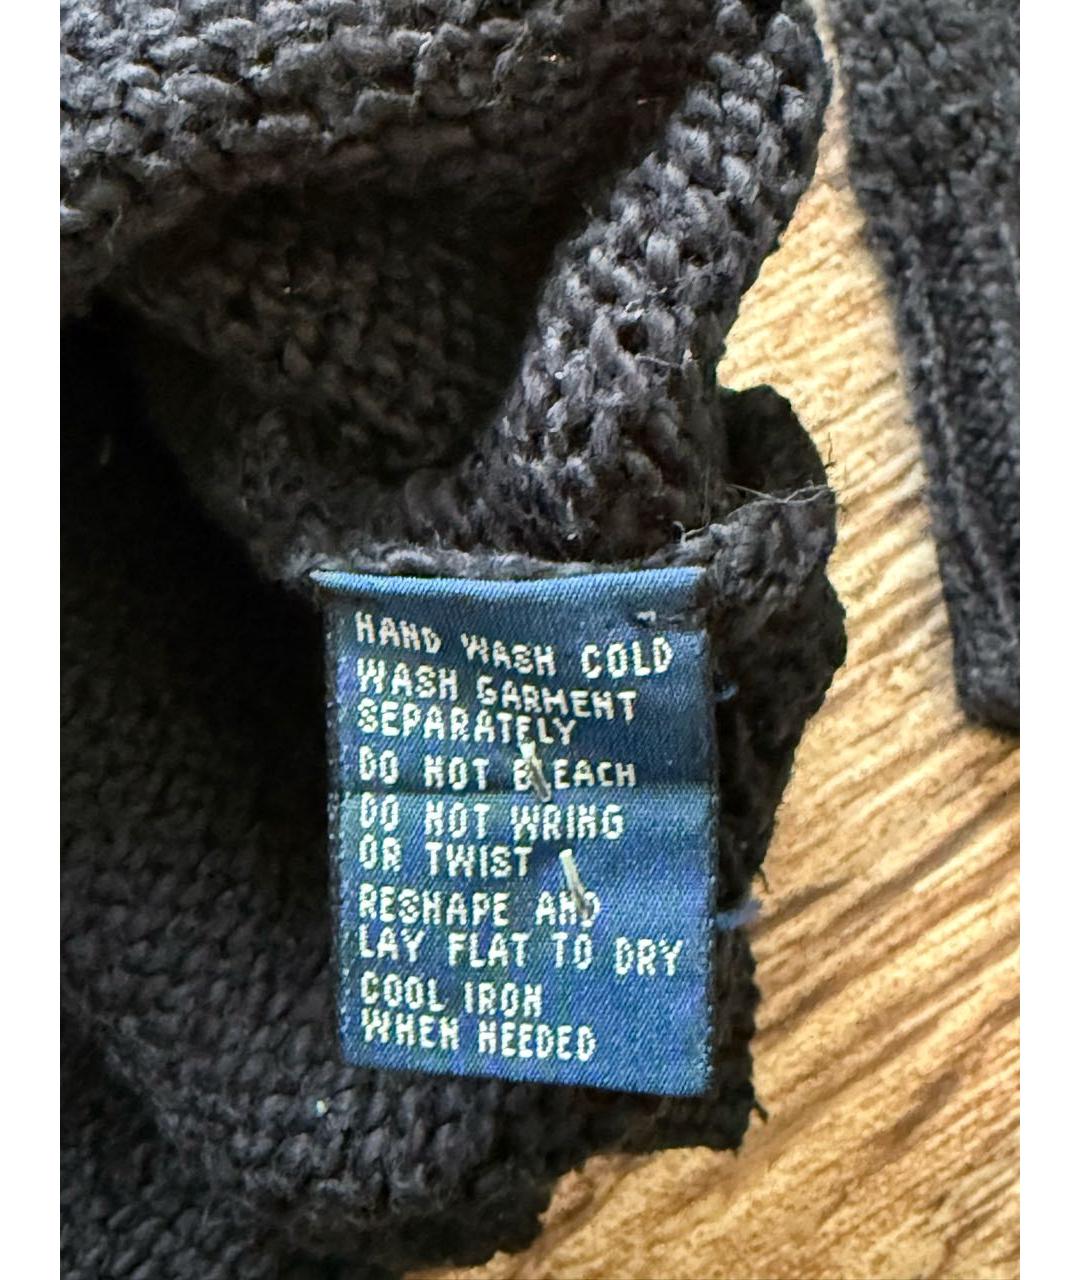 HAND WASH COLD
WASH GARMENT
SEPARATELY
DO NOT BLEACH
DO NOT WRING
OR TWIST
RESHAPE AND
LAY FLAT TO DRY
COOL IRON
WHEN NEEDED